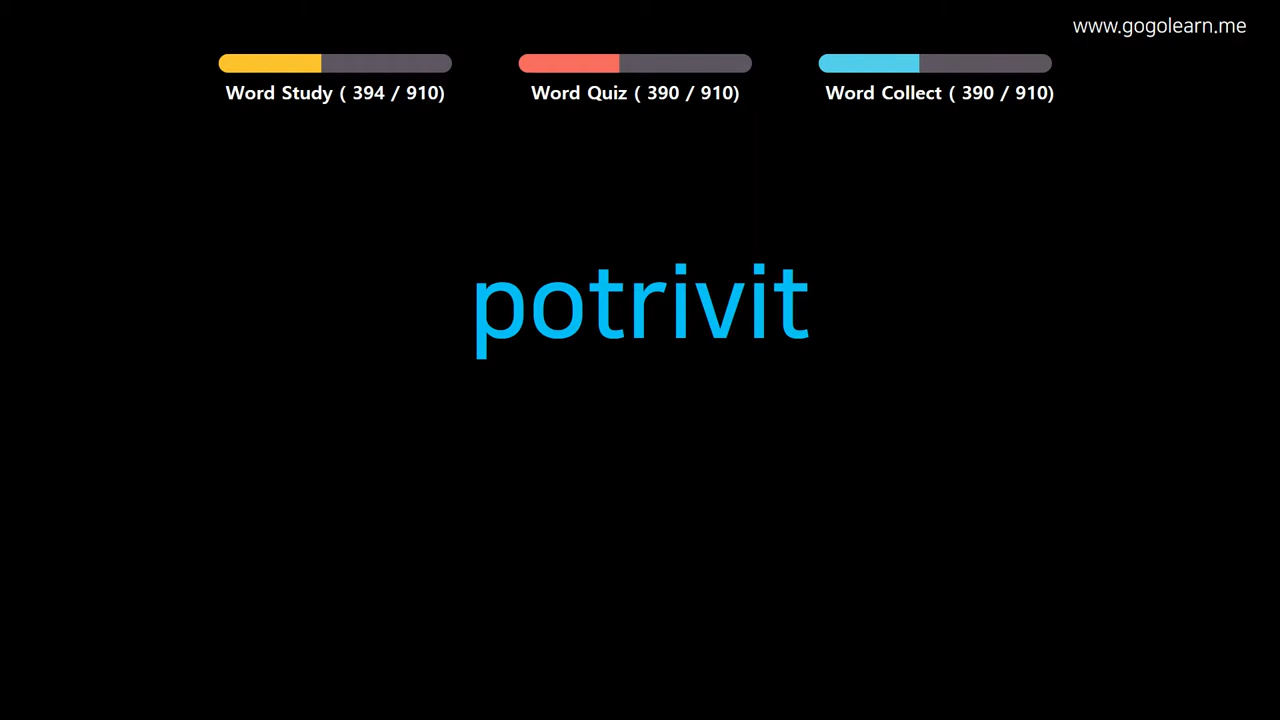 www.gogolearn.me
Word Study ( 394 / 910)
Word Quiz ( 390 / 910)
Word Collect ( 390 / 910)
potrivit